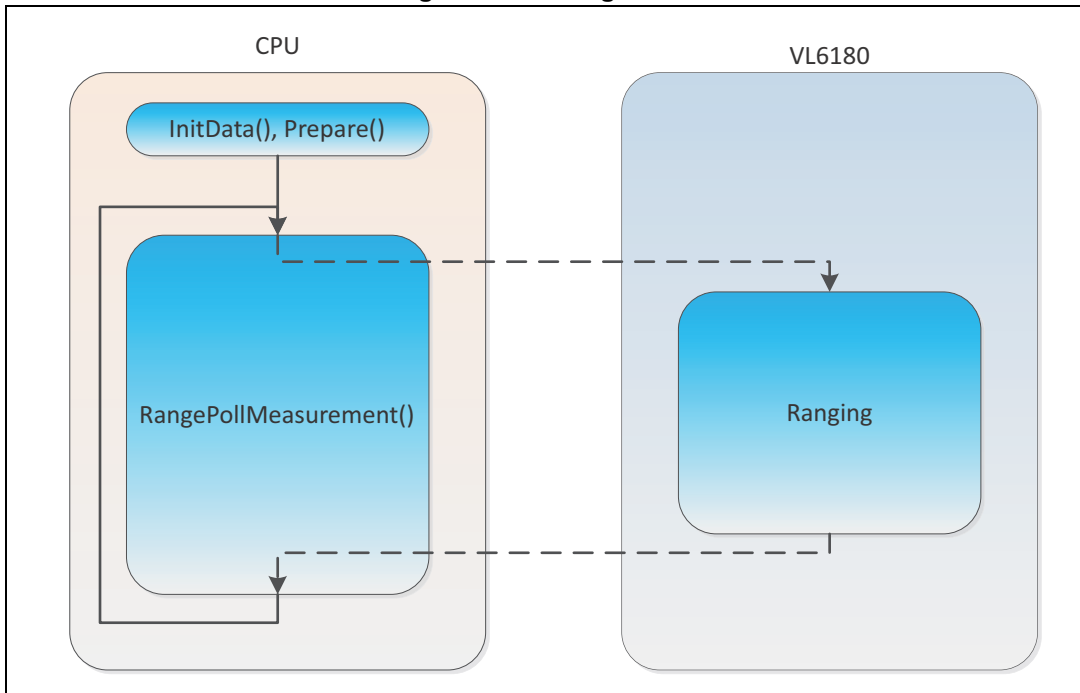 CPU
VL6180
InitData(), Prepare()
RangePollMeasurement()
Ranging